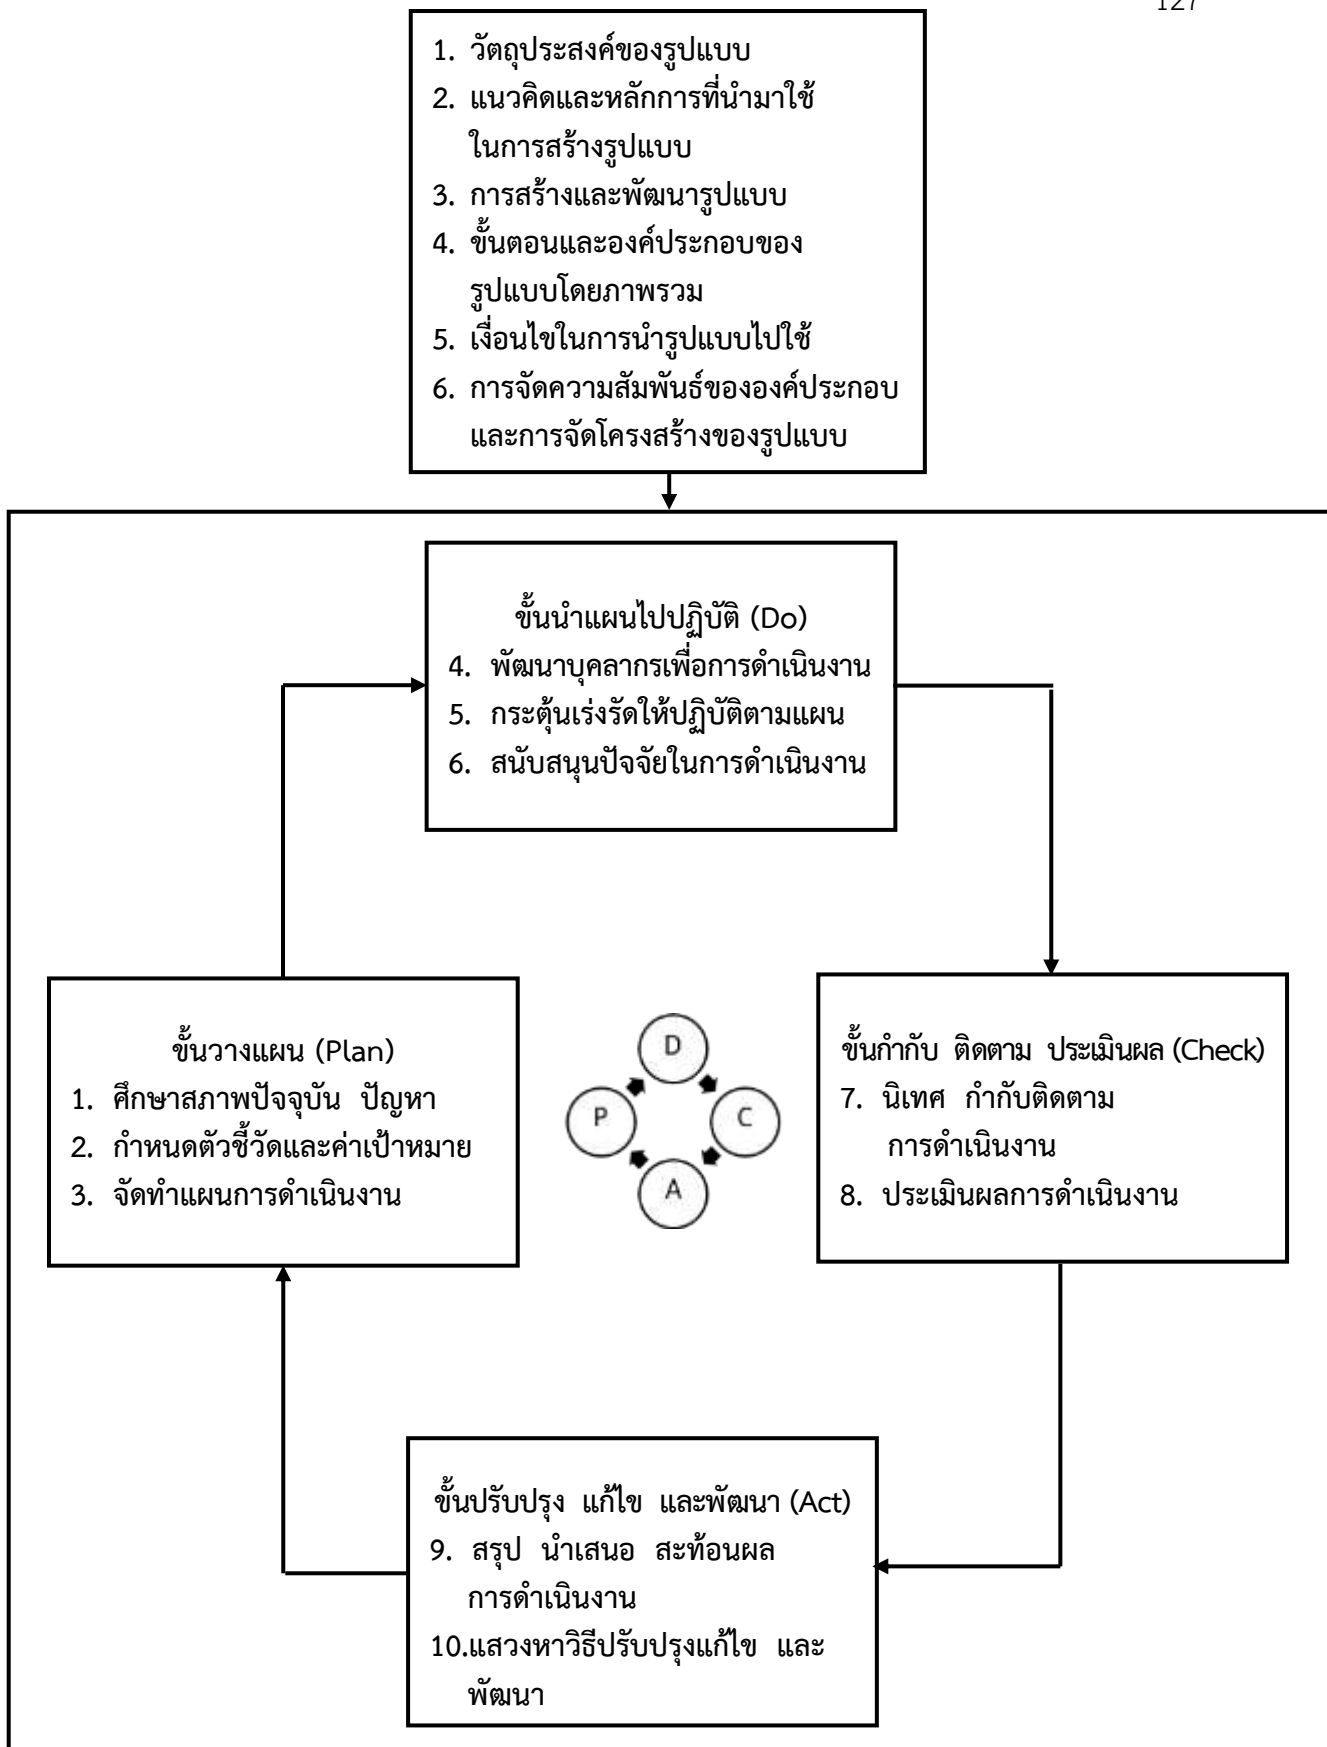 127
1. วัตถุประสงค์ของรูปแบบ
2. แนวคิดและหลักการที่นำมาใช้
ในการสร้างรูปแบบ
3. การสร้างและพัฒนารูปแบบ
4. ขั้นตอนและองค์ประกอบของ
รูปแบบโดยภาพรวม
5. เงื่อนไขในการนำรูปแบบไปใช้
6. การจัดความสัมพันธ์ขององค์ประกอบ
และการจัดโครงสร้างของรูปแบบ
ขั้นนำแผนไปปฏิบัติ (Do)
4. พัฒนาบุคลากรเพื่อการดำเนินงาน
5. กระตุ้นเร่งรัดให้ปฏิบัติตามแผน
6. สนับสนุนปัจจัยในการดำเนินงาน
ขั้นวางแผน (Plan)
1. ศึกษาสภาพปัจจุบัน ปัญหา
2. กำหนดตัวชี้วัดและค่าเป้าหมาย
3. จัดทำแผนการดำเนินงาน
D
P
C
A
ขั้นกำกับ ติดตาม ประเมินผล (Check)
7. นิเทศ กำกับติดตาม
การดำเนินงาน
8. ประเมินผลการดำเนินงาน
ขั้นปรับปรุง แก้ไข และพัฒนา (Act)
9. สรุป นำเสนอ สะท้อนผล
การดำเนินงาน
10.แสวงหาวิธีปรับปรุงแก้ไข และ
พัฒนา